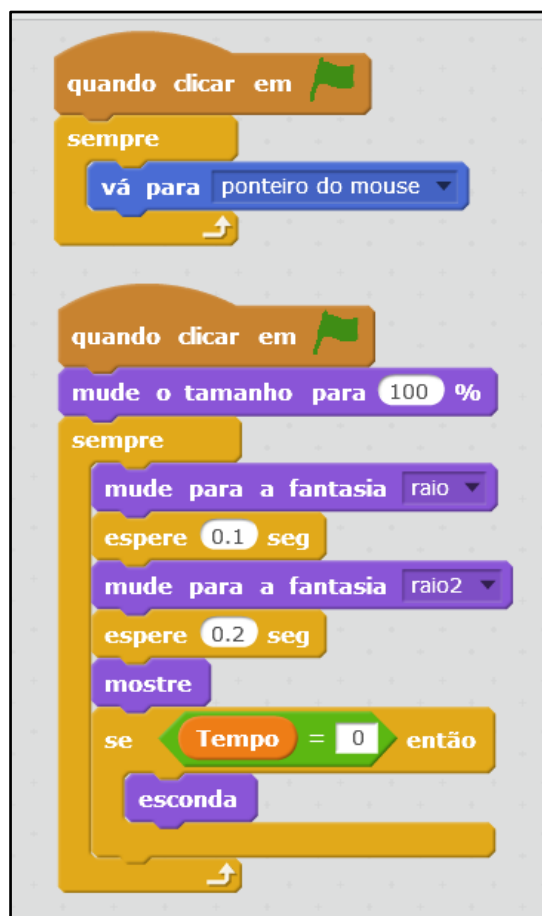 quando clicar em
sempre
vá para ponteiro do mouse
quando clicar em
mude o tamanho para 100 %
sempre
mude para a fantasia raio
espere 0.1 seg
mude para a fantasia raio2
espere 0.2 seg
mostre
se Tempo = 0 então
esconda